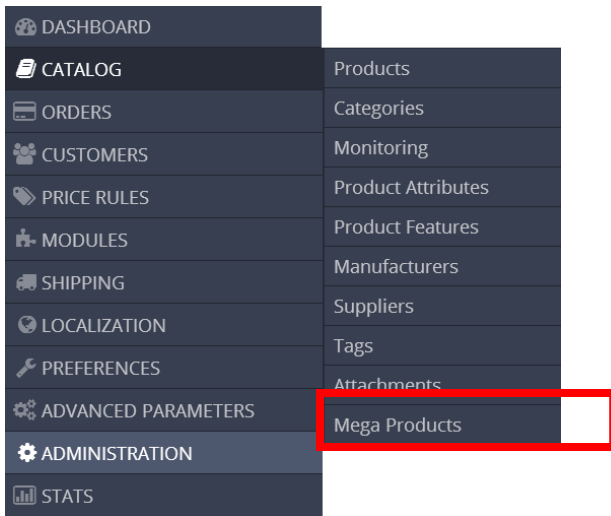 DASHBOARD
CATALOG
ORDERS
CUSTOMERS
PRICE RULES
MODULES
SHIPPING
LOCALIZATION
PREFERENCES
ADVANCED PARAMETERS
ADMINISTRATION
STATS
Products
Categories
Monitoring
Product Attributes
Product Features
Manufacturers
Suppliers
Tags
Attachments
Mega Products